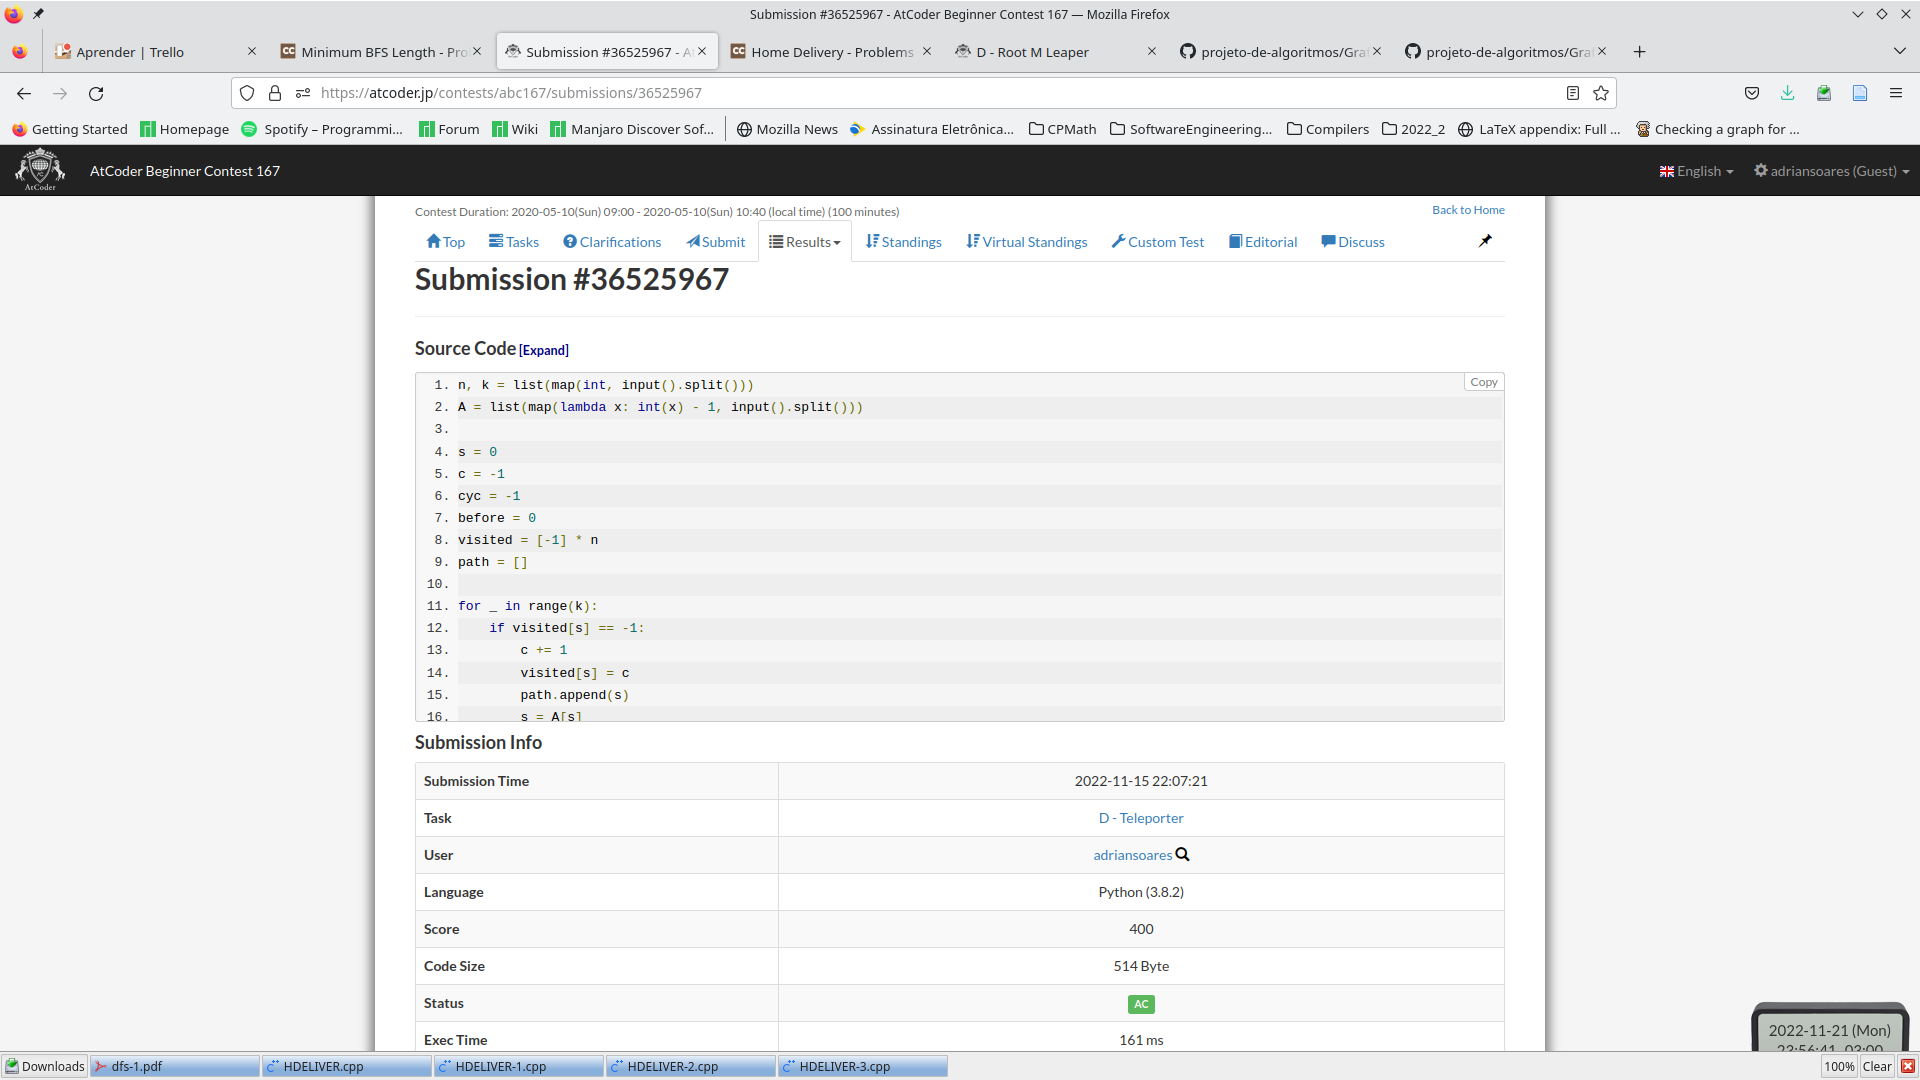 Submission #36525967 - AtCoder Beginner Contest 167 — Mozilla Firefox
Aprender | Trello
Minimum BFS Length - Pro
Submission #36525967 - A
Home Delivery - Problems
D - Root M Leaper
projeto-de-algoritmos/Gra
projeto-de-algoritmos/Gra
https://atcoder.jp/contests/abc167/submissions/36525967
Getting Started Homepage Spotify – Programmi... Forum Wiki Manjaro Discover Sof... Mozilla News Assinatura Eletrônica... CPMath SoftwareEngineering... Compilers 2022_2 LaTeX appendix: Full ... Checking a graph for ...
AtCoder
AtCoder Beginner Contest 167
English
adriansoares (Guest)
Contest Duration: 2020-05-10(Sun) 09:00 - 2020-05-10(Sun) 10:40 (local time) (100 minutes)
Back to Home
Top Tasks Clarifications Submit Results Standings Virtual Standings Custom Test Editorial Discuss
Submission #36525967
Source Code [Expand]
Copy
1. n, k = list(map(int, input().split()))
2. A = list(map(lambda x: int(x) - 1, input().split()))
3.
4. s = 0
5. c = -1
6. cyc = -1
7. before = 0
8. visited = [-1] * n
9. path = []
10.
11. for _ in range(k):
12. if visited[s] == -1:
13. c += 1
14. visited[s] = c
15. path.append(s)
16. s = A[s]
Submission Info
Submission Time 2022-11-15 22:07:21
Task D - Teleporter
User adriansoares
Language Python (3.8.2)
Score 400
Code Size 514 Byte
Status AC
Exec Time 161 ms
2022-11-21 (Mon)
23:56:41 -03:00
Downloads dfs-1.pdf HDELIVER.cpp HDELIVER-1.cpp HDELIVER-2.cpp HDELIVER-3.cpp 100% Clear